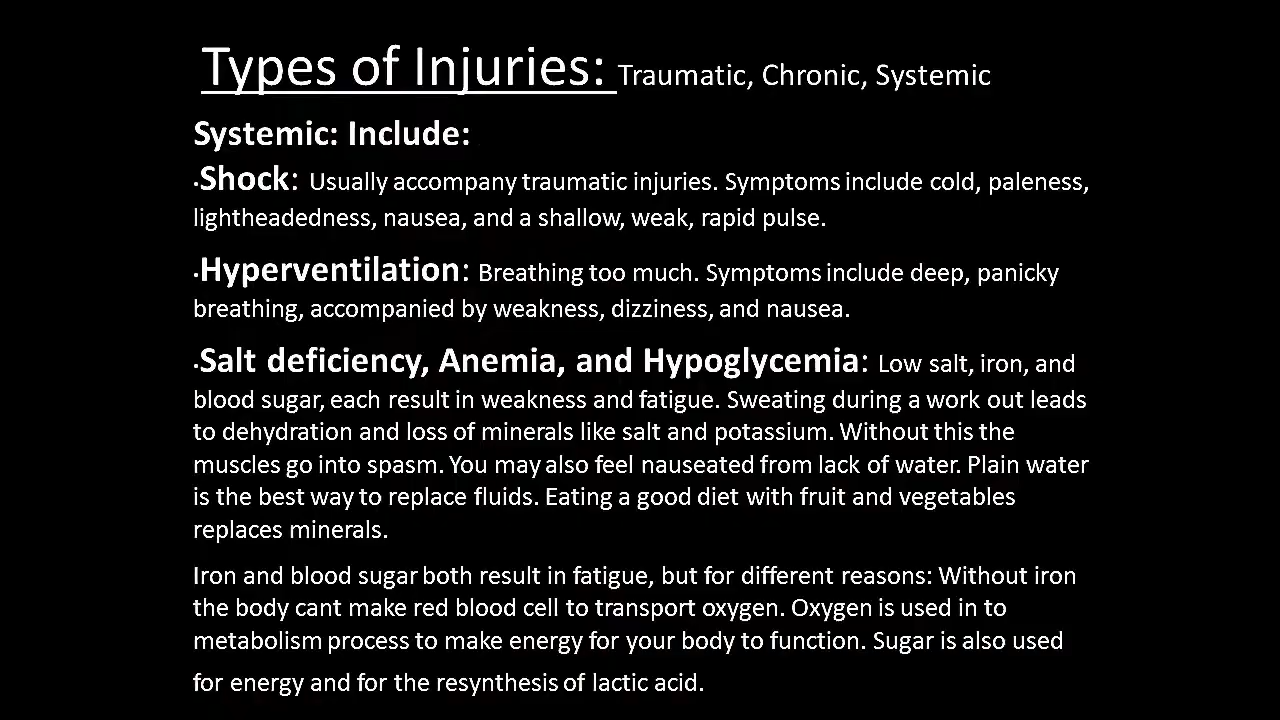 Types of Injuries: Traumatic, Chronic, Systemic
Systemic: Include:
·Shock: Usually accompany traumatic injuries. Symptoms include cold, paleness,
lightheadedness, nausea, and a shallow, weak, rapid pulse.
·Hyperventilation: Breathing too much. Symptoms include deep, panicky
breathing, accompanied by weakness, dizziness, and nausea.
·Salt deficiency, Anemia, and Hypoglycemia: Low salt, iron, and
blood sugar, each result in weakness and fatigue. Sweating during a work out leads
to dehydration and loss of minerals like salt and potassium. Without this the
muscles go into spasm. You may also feel nauseated from lack of water. Plain water
is the best way to replace fluids. Eating a good diet with fruit and vegetables
replaces minerals.
Iron and blood sugar both result in fatigue, but for different reasons: Without iron
the body cant make red blood cell to transport oxygen. Oxygen is used in to
metabolism process to make energy for your body to function. Sugar is also used
for energy and for the resynthesis of lactic acid.